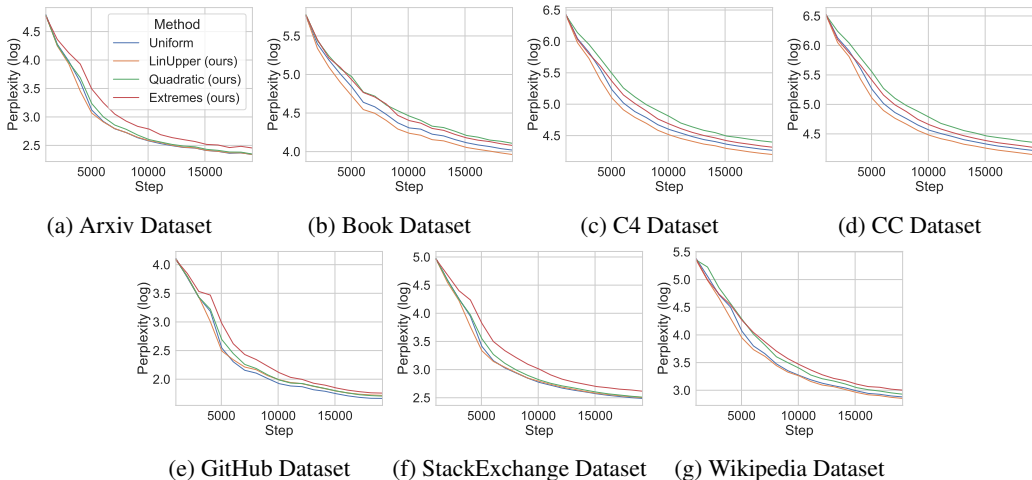 Method
Uniform
LinUpper (ours)
Quadratic (ours)
Extremes (ours)
Perplexity (log)
4.5
4.0
3.5
3.0
2.5
5000 10000 15000
Step
(a) Arxiv Dataset
Perplexity (log)
5.5
5.0
4.5
4.0
5000 10000 15000
Step
(b) Book Dataset
Perplexity (log)
6.5
6.0
5.5
5.0
4.5
5000 10000 15000
Step
(c) C4 Dataset
Perplexity (log)
6.5
6.0
5.5
5.0
4.5
5000 10000 15000
Step
(d) CC Dataset
Perplexity (log)
4.0
3.5
3.0
2.5
2.0
5000 10000 15000
Step
(e) GitHub Dataset
Perplexity (log)
5.0
4.5
4.0
3.5
3.0
2.5
5000 10000 15000
Step
(f) StackExchange Dataset
Perplexity (log)
5.5
5.0
4.5
4.0
3.5
3.0
5000 10000 15000
Step
(g) Wikipedia Dataset